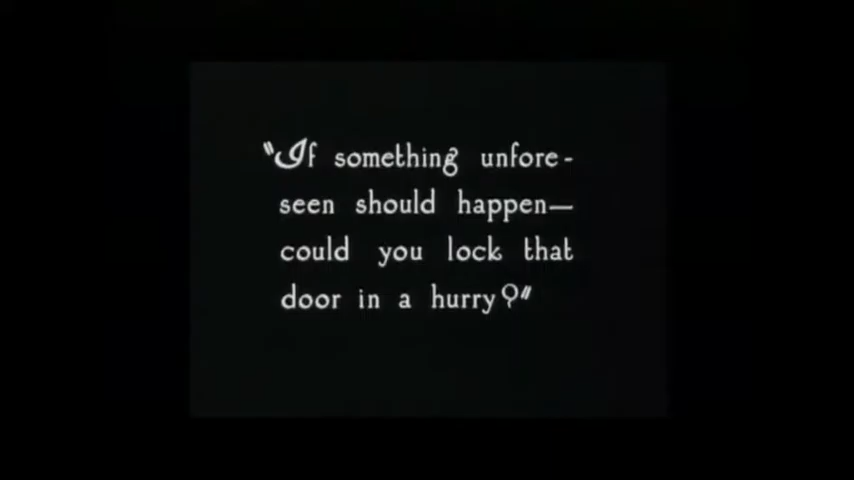 "If something unfore-
seen should happen—
could you lock that
door in a hurry?"